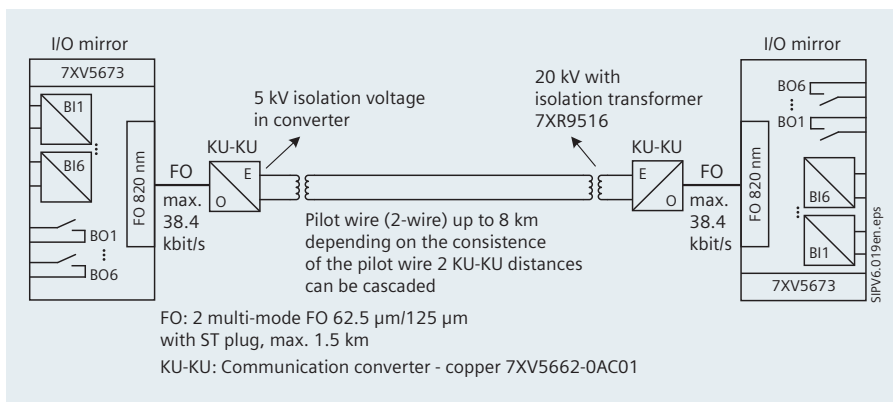 I/O mirror
7XV5673
BI1
BI6
BO1
BO6
FO 820 nm
FO
max.
38.4
kbit/s
KU-KU
E
O
5 kV isolation voltage
in converter
20 kV with
isolation transformer
7XR9516
Pilot wire (2-wire) up to 8 km
depending on the consistence
of the pilot wire 2 KU-KU distances
can be cascaded
KU-KU
E
O
FO
max.
38.4
kbit/s
I/O mirror
FO 820 nm
BO6
BO1
BI6
BI1
7XV5673
SIPV6.019en.eps
FO: 2 multi-mode FO 62.5 μm/125 μm
with ST plug, max. 1.5 km
KU-KU: Communication converter - copper 7XV5662-0AC01